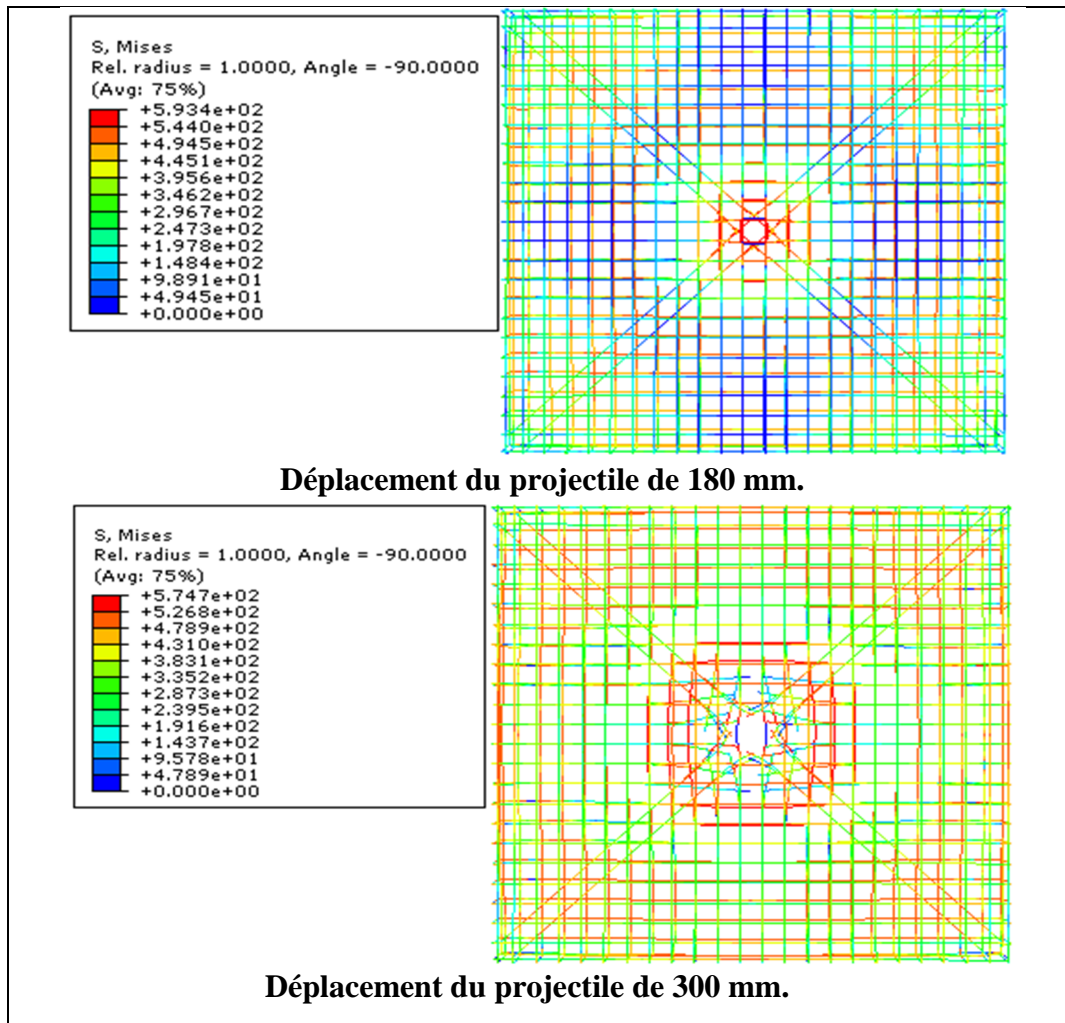 S, Mises
Rel. radius = 1.0000, Angle = -90.0000
(Avg: 75%)
+5.934e+02
+5.440e+02
+4.945e+02
+4.451e+02
+3.956e+02
+3.462e+02
+2.967e+02
+2.473e+02
+1.978e+02
+1.484e+02
+9.891e+01
+4.945e+01
+0.000e+00
Déplacement du projectile de 180 mm.
S, Mises
Rel. radius = 1.0000, Angle = -90.0000
(Avg: 75%)
+5.747e+02
+5.268e+02
+4.789e+02
+4.310e+02
+3.831e+02
+3.352e+02
+2.873e+02
+2.395e+02
+1.916e+02
+1.437e+02
+9.578e+01
+4.789e+01
+0.000e+00
Déplacement du projectile de 300 mm.